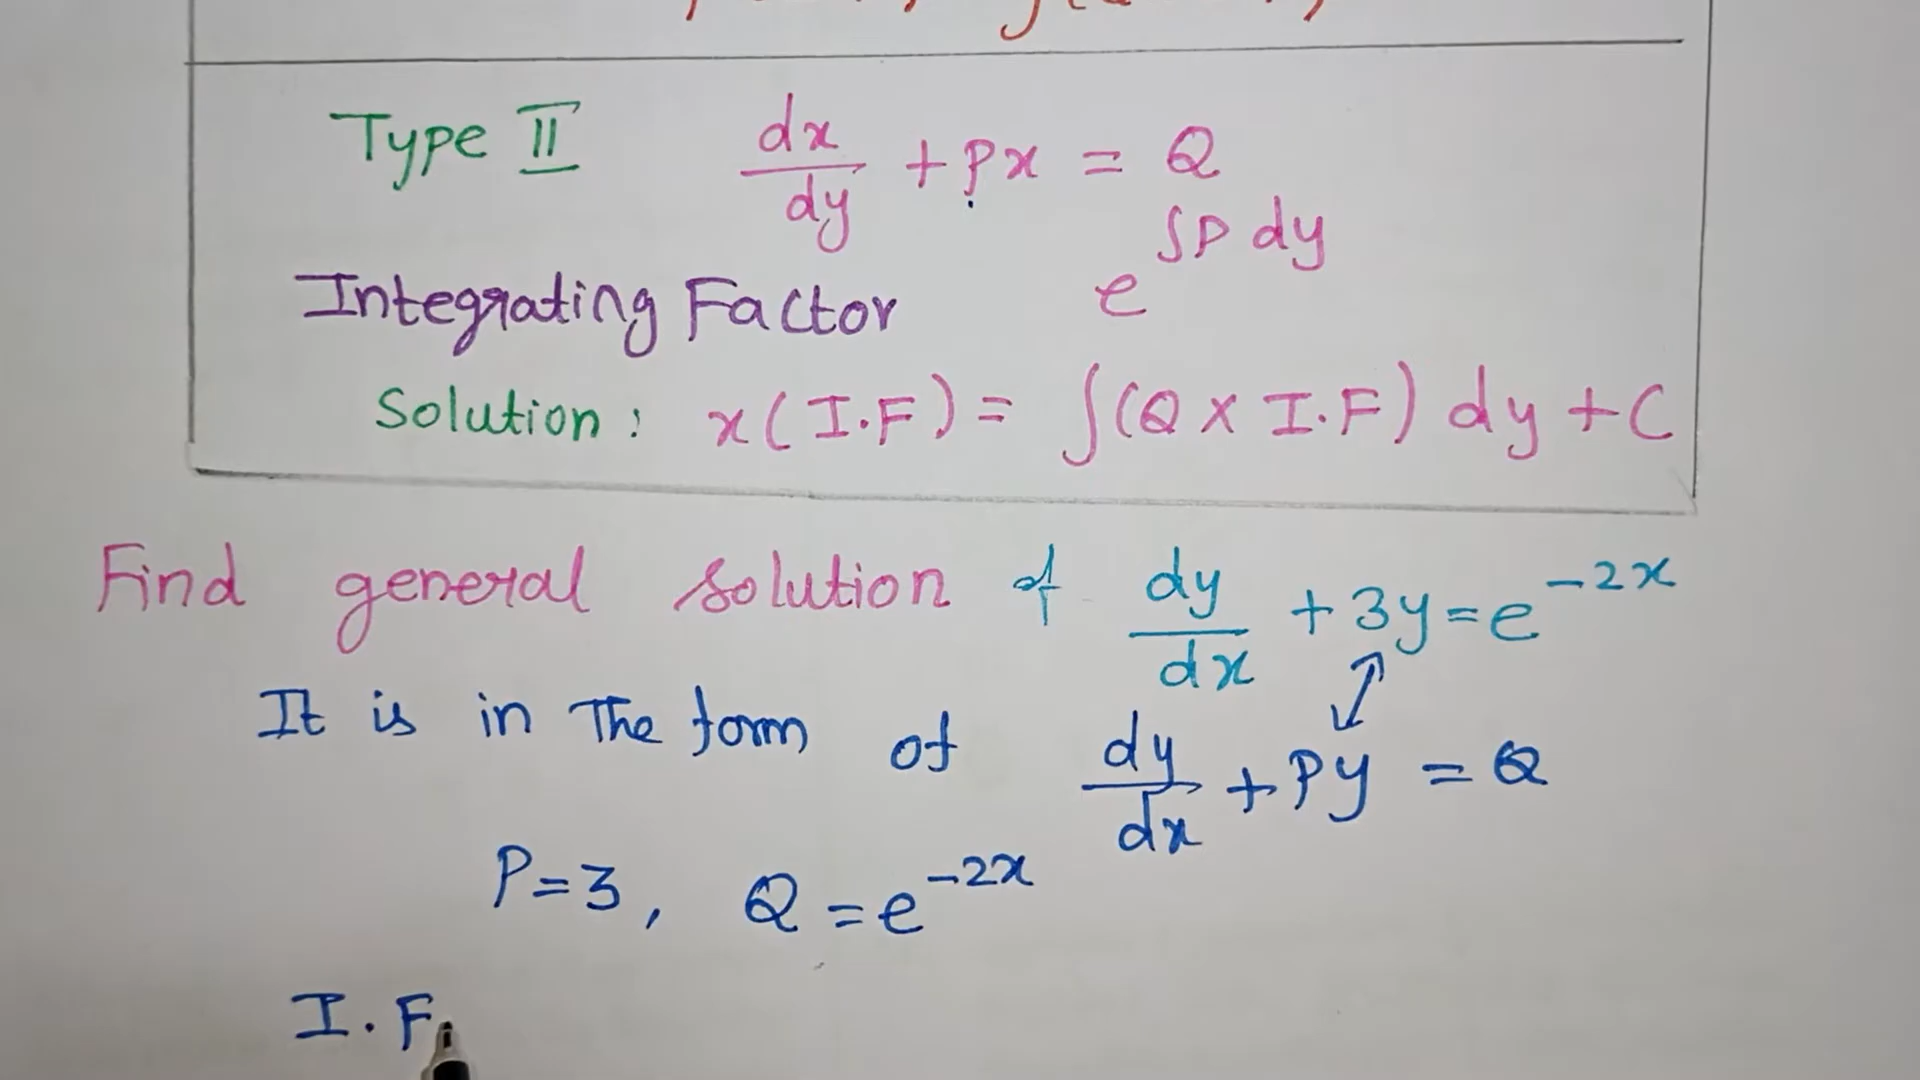 Type II dx/dy + Px = Q
Integrating Factor e^∫P dy
Solution: x(I.F) = ∫(Q X I.F) dy + C
Find general solution of dy/dx + 3y = e^-2x
It is in The form of dy/dx + Py = Q
P = 3, Q = e^-2x
I.F